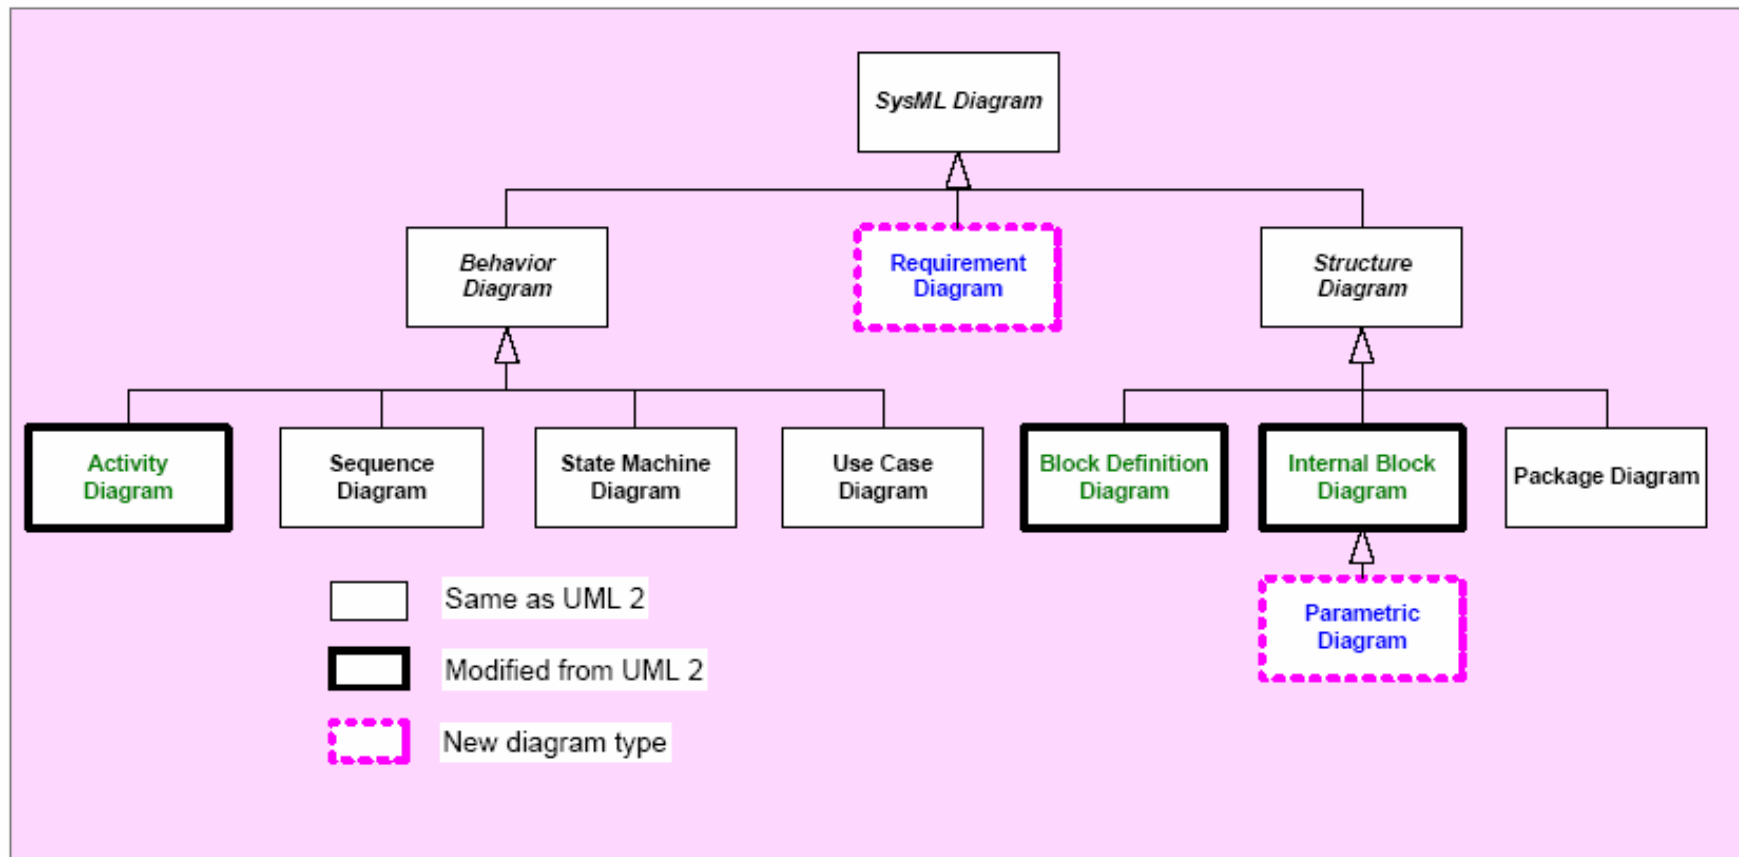 SysML Diagram
Behavior
Diagram
Requirement
Diagram
Structure
Diagram
Activity
Diagram
Sequence
Diagram
State Machine
Diagram
Use Case
Diagram
Block Definition
Diagram
Internal Block
Diagram
Package Diagram
Parametric
Diagram
Same as UML 2
Modified from UML 2
New diagram type